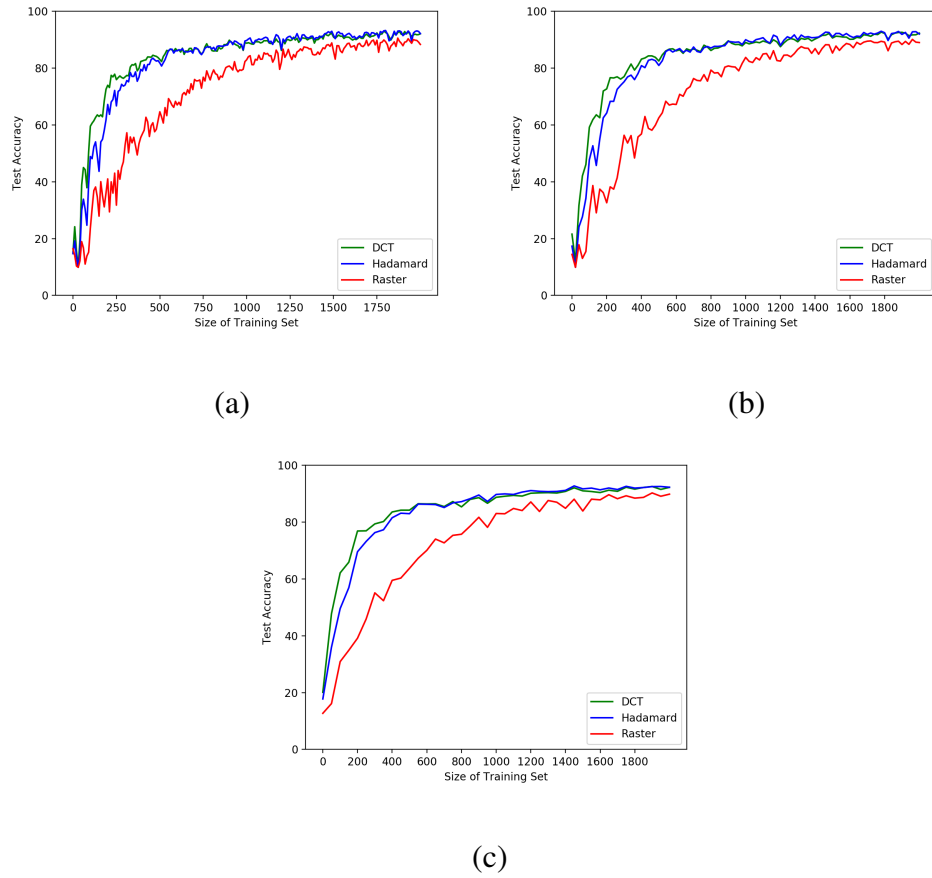 100
80
60
40
20
0
Test Accuracy
0 250 500 750 1000 1250 1500 1750
Size of Training Set
DCT
Hadamard
Raster
(a)
100
80
60
40
20
0
Test Accuracy
0 200 400 600 800 1000 1200 1400 1600 1800
Size of Training Set
DCT
Hadamard
Raster
(b)
100
80
60
40
20
0
Test Accuracy
0 200 400 600 800 1000 1200 1400 1600 1800
Size of Training Set
DCT
Hadamard
Raster
(c)